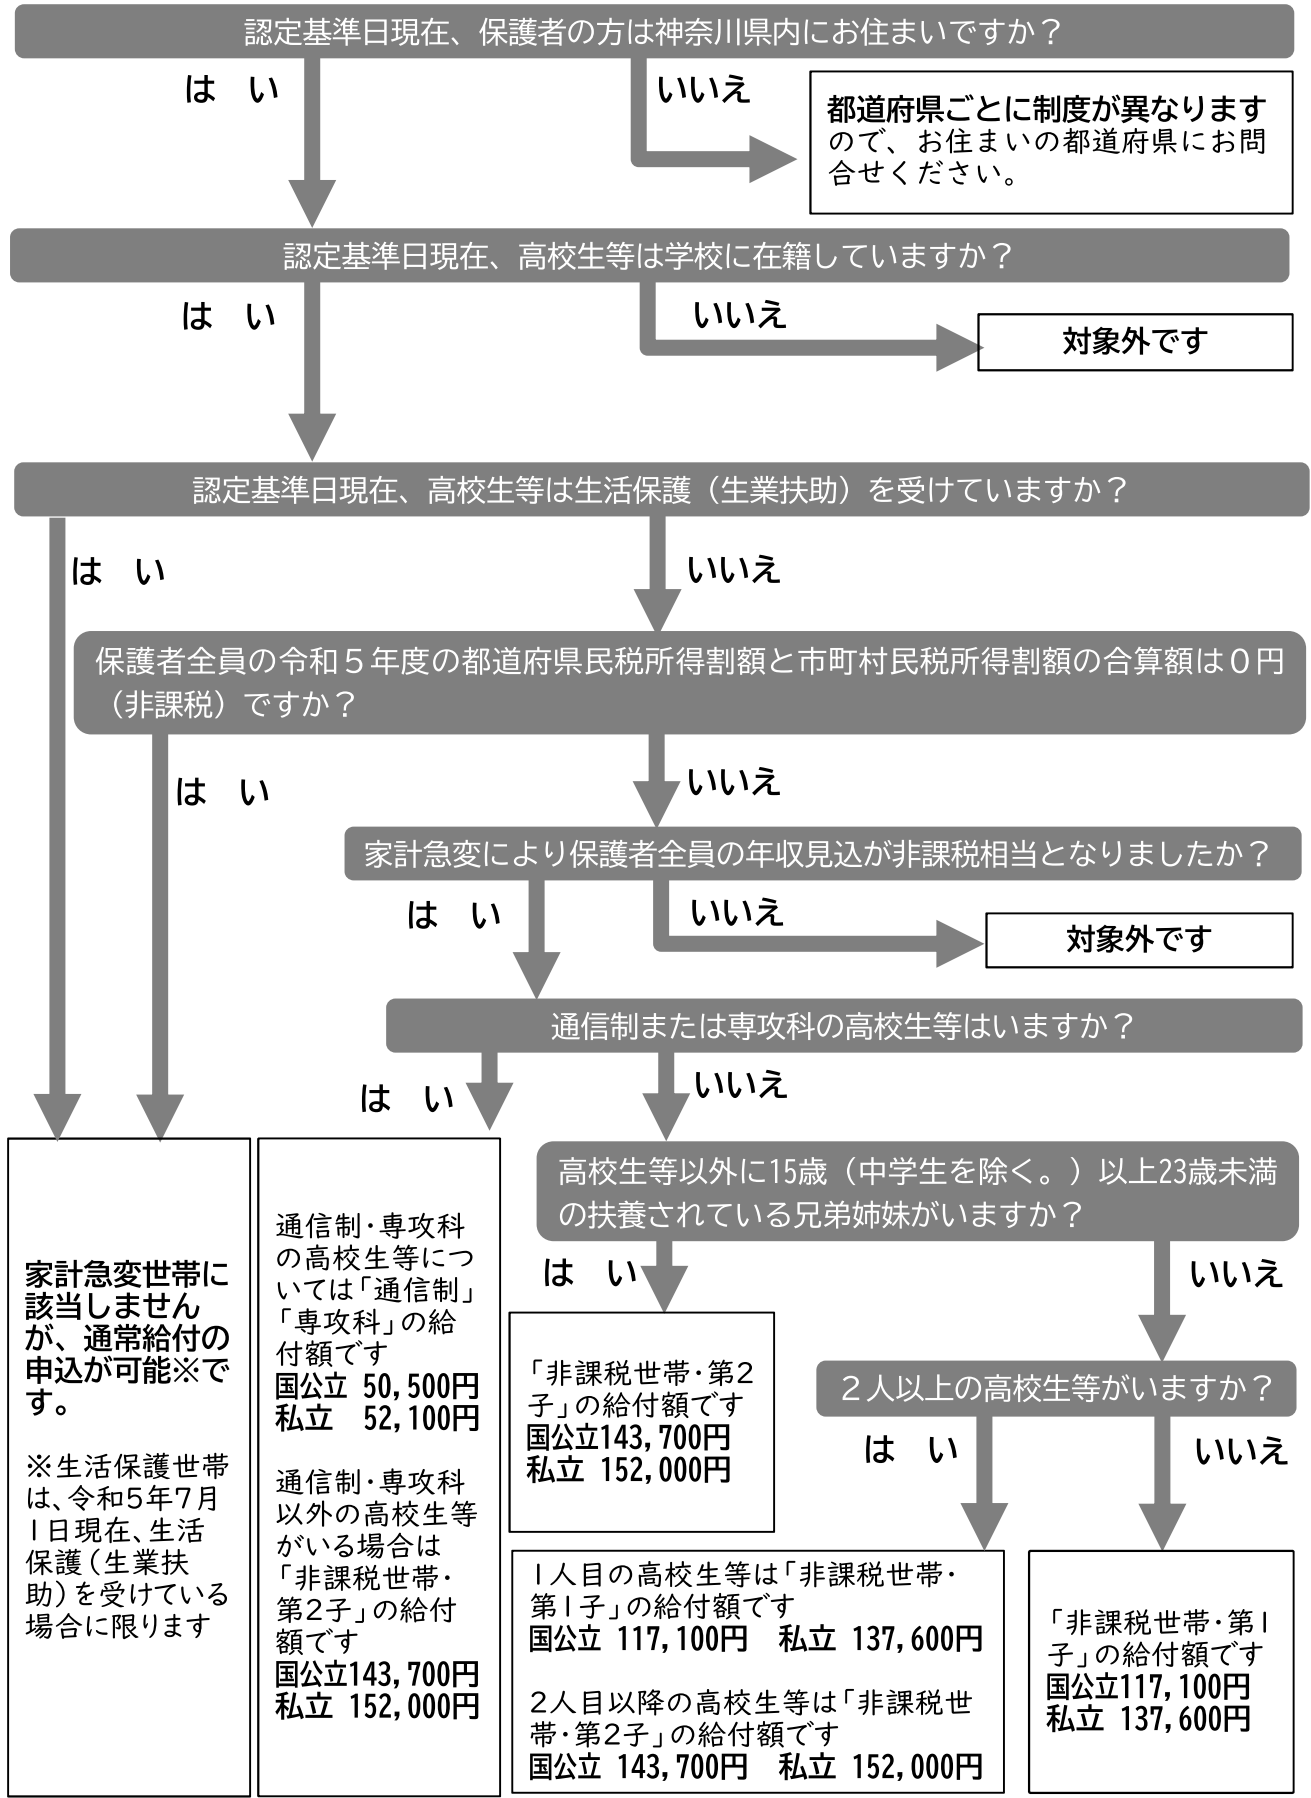 認定基準日現在、保護者の方は神奈川県内にお住まいですか？
は　い
いいえ
都道府県ごとに制度が異なります
ので、お住まいの都道府県にお問
合せください。
認定基準日現在、高校生等は学校に在籍していますか？
は　い
いいえ
対象外です
認定基準日現在、高校生等は生活保護（生業扶助）を受けていますか？
は　い
いいえ
保護者全員の令和５年度の都道府県民税所得割額と市町村民税所得割額の合算額は０円
（非課税）ですか？
は　い
いいえ
家計急変により保護者全員の年収見込が非課税相当となりましたか？
は　い
いいえ
対象外です
通信制または専攻科の高校生等はいますか？
は　い
いいえ
高校生等以外に15歳（中学生を除く。）以上23歳未満
の扶養されている兄弟姉妹がいますか？
は　い
いいえ
２人以上の高校生等がいますか？
は　い
いいえ
家計急変世帯に
該当しません
が、通常給付の
申込が可能※で
す。
※生活保護世帯
は、令和5年7月
1日現在、生活
保護（生業扶
助）を受けている
場合に限ります
通信制・専攻科
の高校生等につ
いては「通信制」
「専攻科」の給
付額です
国公立 50,500円
私立　52,100円
通信制・専攻科
以外の高校生等
がいる場合は
「非課税世帯・
第2子」の給付
額です
国公立143,700円
私立 152,000円
「非課税世帯・第2
子」の給付額です
国公立143,700円
私立 152,000円
1人目の高校生等は「非課税世帯・
第1子」の給付額です
国公立 117,100円　私立 137,600円
2人目以降の高校生等は「非課税世
帯・第2子」の給付額です
国公立 143,700円　私立 152,000円
「非課税世帯・第1
子」の給付額です
国公立117,100円
私立 137,600円